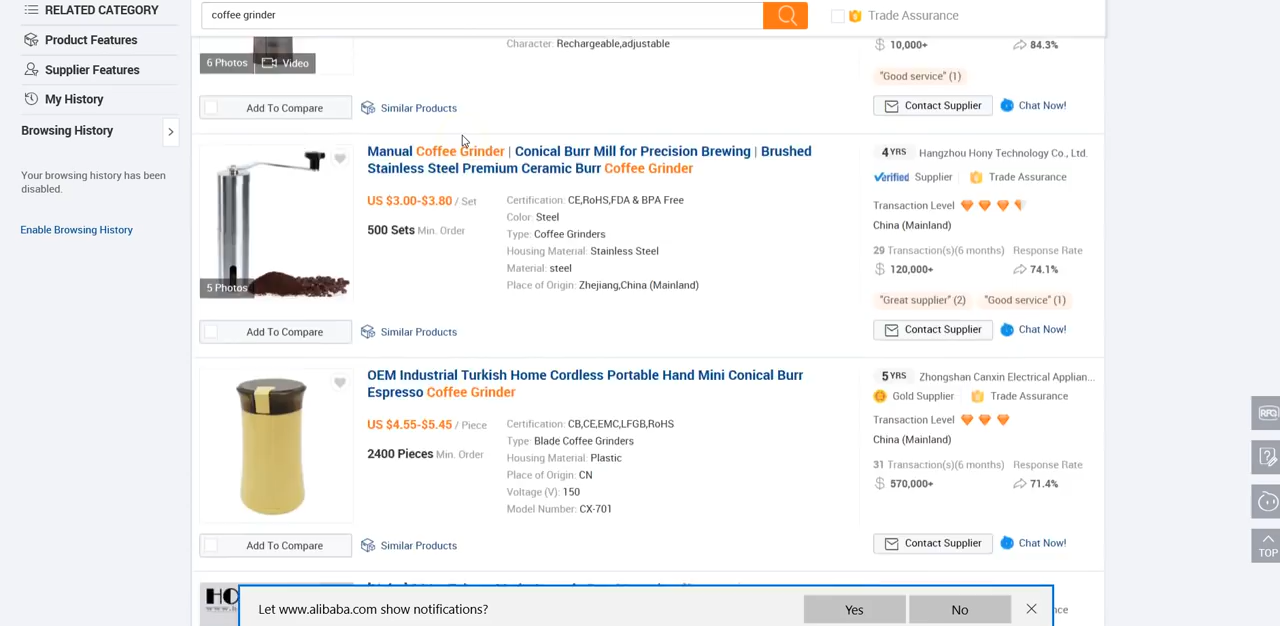 RELATED CATEGORY
Product Features
Supplier Features
My History
Browsing History
Your browsing history has been
disabled.
Enable Browsing History
coffee grinder
Trade Assurance
6 Photos
Video
Character: Rechargeable,adjustable
10,000+
84.3%
"Good service" (1)
Add To Compare
Similar Products
Contact Supplier
Chat Now!
Manual Coffee Grinder | Conical Burr Mill for Precision Brewing | Brushed
Stainless Steel Premium Ceramic Burr Coffee Grinder
US $3.00-$3.80 / Set
500 Sets Min. Order
Certification: CE,RoHS,FDA & BPA Free
Color: Steel
Type: Coffee Grinders
Housing Material: Stainless Steel
Material: steel
Place of Origin: Zhejiang,China (Mainland)
4 YRS Hangzhou Hony Technology Co., Ltd.
Verified Supplier Trade Assurance
Transaction Level
China (Mainland)
29 Transaction(s)(6 months) Response Rate
$ 120,000+ 74.1%
"Great supplier" (2) "Good service" (1)
5 Photos
Add To Compare
Similar Products
Contact Supplier
Chat Now!
OEM Industrial Turkish Home Cordless Portable Hand Mini Conical Burr
Espresso Coffee Grinder
US $4.55-$5.45 / Piece
2400 Pieces Min. Order
Certification: CB,CE,EMC,LFGB,RoHS
Type: Blade Coffee Grinders
Housing Material: Plastic
Place of Origin: CN
Voltage (V): 150
Model Number: CX-701
5 YRS Zhongshan Canxin Electrical Applian...
Gold Supplier Trade Assurance
Transaction Level
China (Mainland)
31 Transaction(s)(6 months) Response Rate
$ 570,000+ 71.4%
Add To Compare
Similar Products
Contact Supplier
Chat Now!
RFQ
TOP
HO
Let www.alibaba.com show notifications?
Yes
No